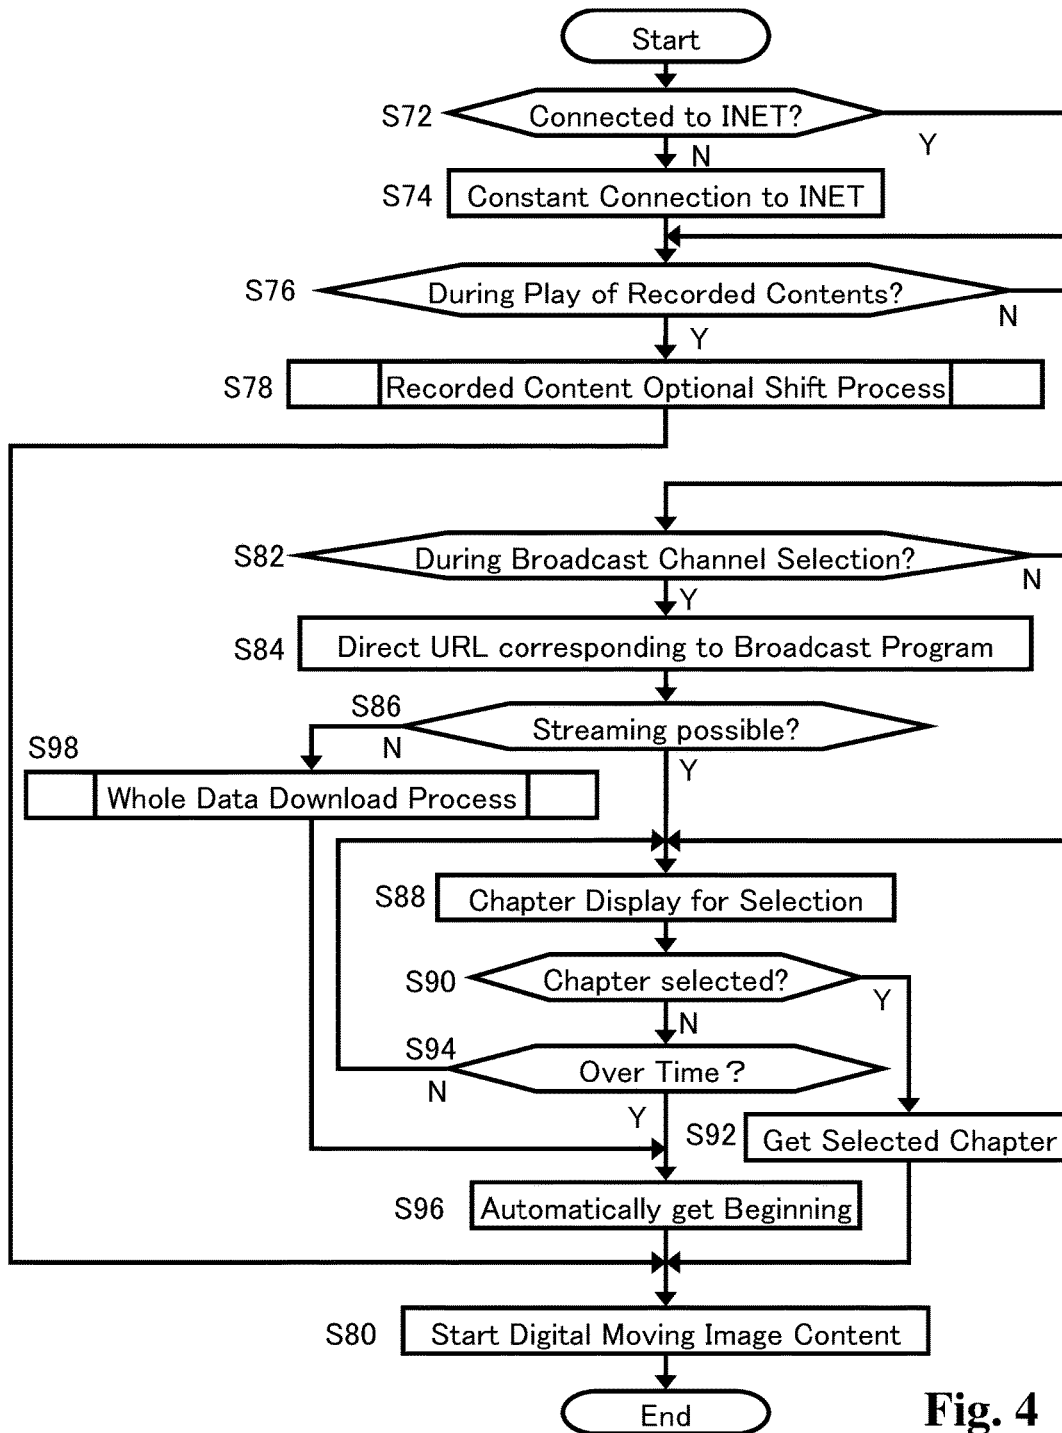 Start
S72 Connected to INET?
Y
N
S74 Constant Connection to INET
S76 During Play of Recorded Contents?
N
Y
S78 Recorded Content Optional Shift Process
S82 During Broadcast Channel Selection?
N
Y
S84 Direct URL corresponding to Broadcast Program
S86 Streaming possible?
N
Y
S98
Whole Data Download Process
S88 Chapter Display for Selection
S90 Chapter selected?
Y
N
S94 Over Time?
N
Y
S92 Get Selected Chapter
S96 Automatically get Beginning
S80 Start Digital Moving Image Content
End
Fig. 4